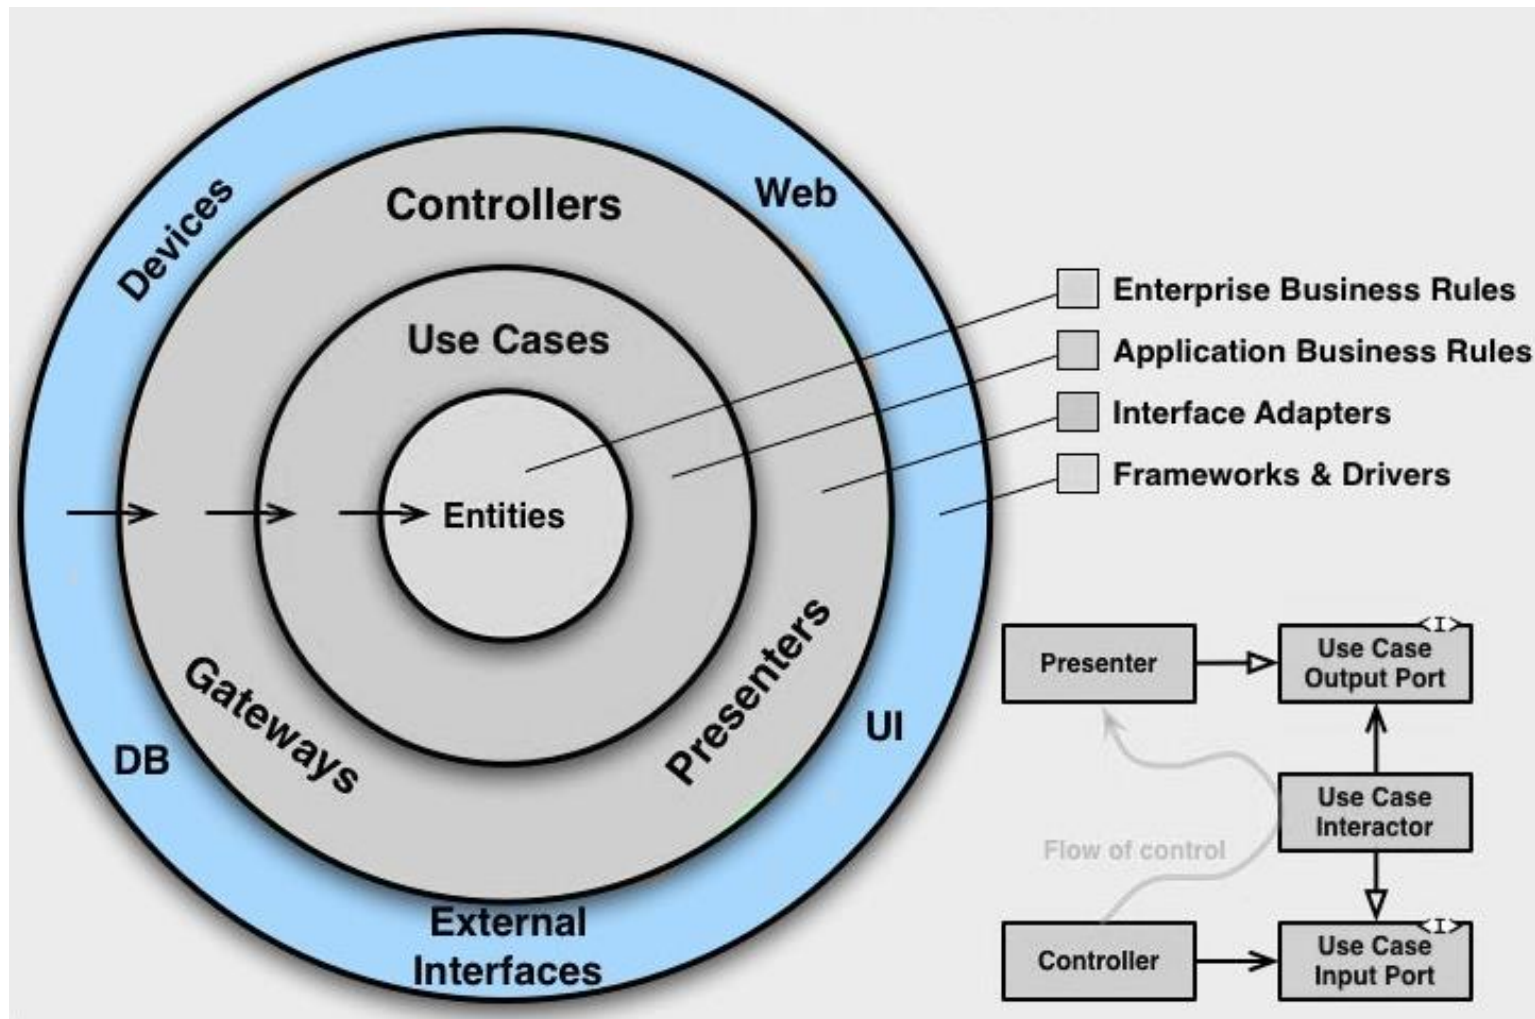 Devices
Web
Controllers
Use Cases
Entities
Gateways
Presenters
DB
UI
External
Interfaces
Enterprise Business Rules
Application Business Rules
Interface Adapters
Frameworks & Drivers
Presenter
<I>
Use Case
Output Port
Use Case
Interactor
Flow of control
Controller
<I>
Use Case
Input Port